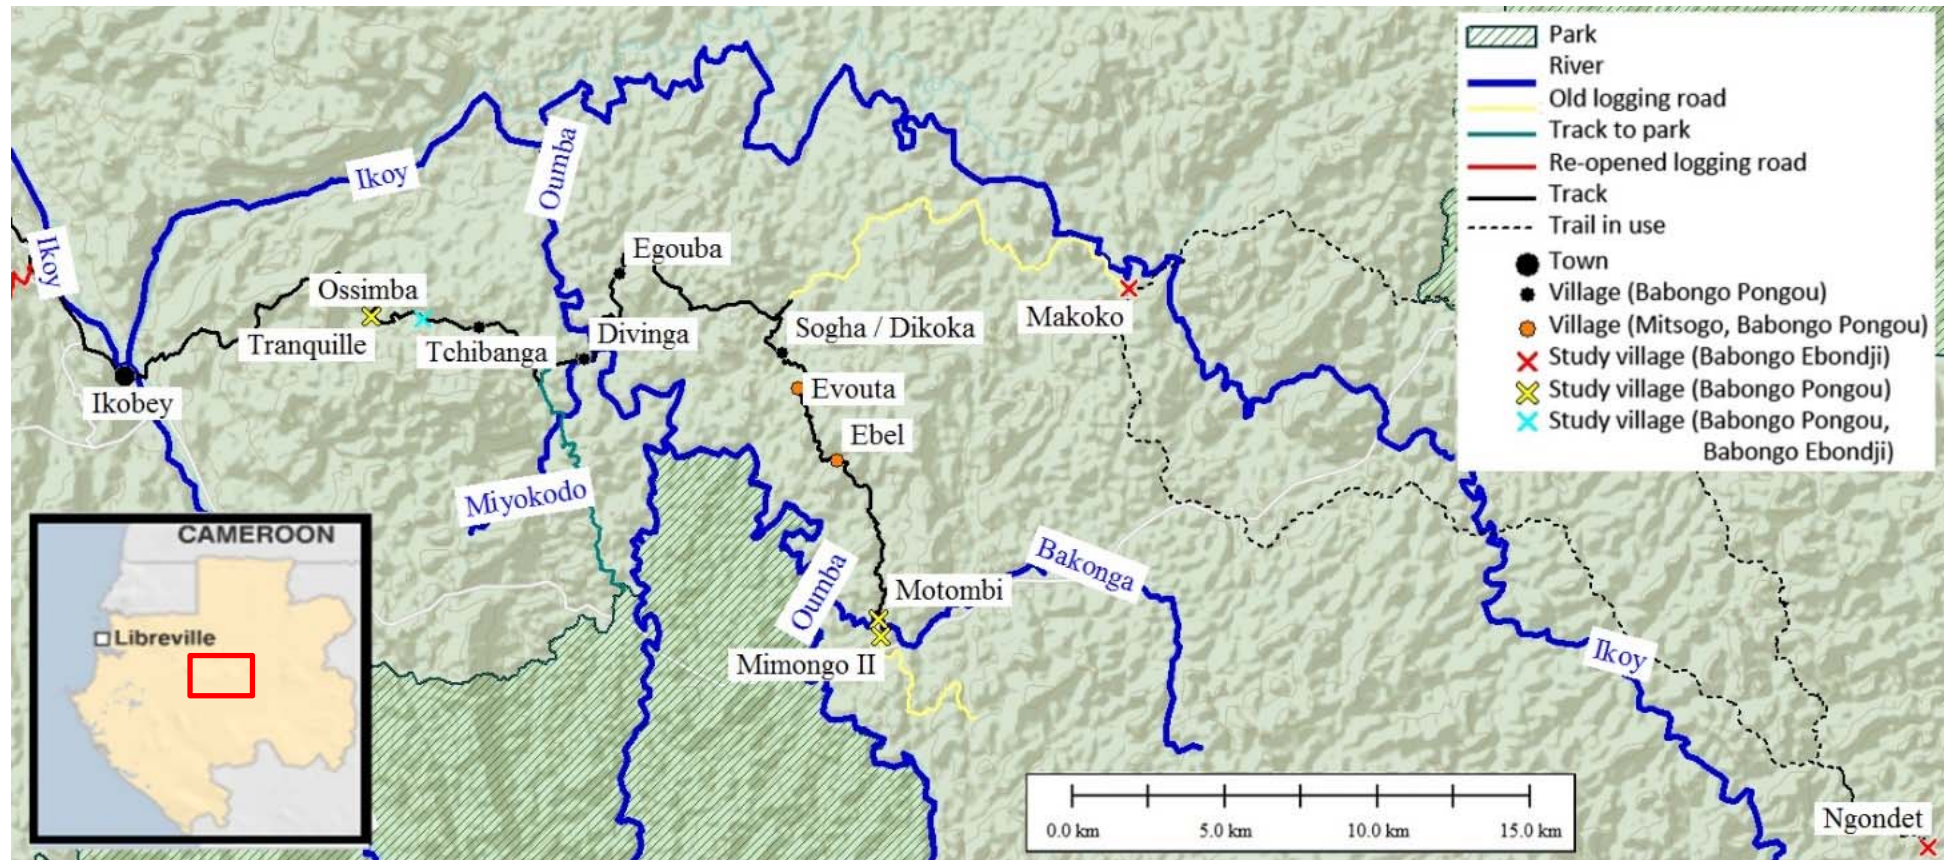 Park
River
Old logging road
Track to park
Re-opened logging road
Track
Trail in use
Town
Village (Babongo Pongou)
Village (Mitsogo, Babongo Pongou)
Study village (Babongo Ebondji)
Study village (Babongo Pongou)
Study village (Babongo Pongou,
Babongo Ebondji)
Ikoy
Oumba
Ikoy
Egouba
Ossimba
Tranquille
Tchibanga
Divinga
Sogha / Dikoka
Makoko
Ikobey
Evouta
Ebel
Miyokodo
Oumba
Motombi
Bakonga
Mimongo II
Ikoy
Ngondet
CAMEROON
Libreville
0.0 km
5.0 km
10.0 km
15.0 km